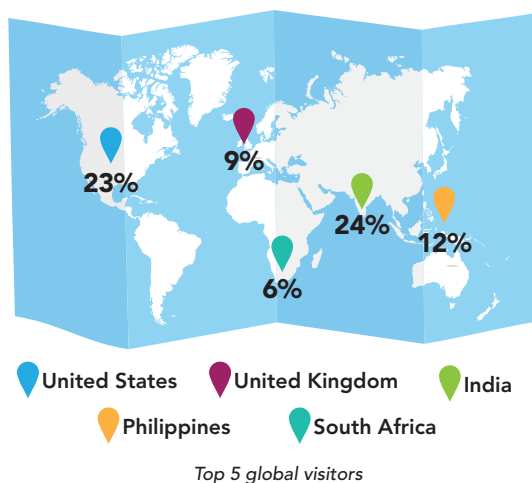 23%
9%
24%
12%
6%
United States
United Kingdom
India
Philippines
South Africa
Top 5 global visitors